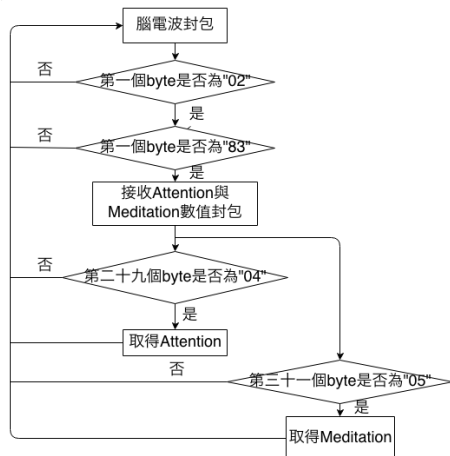 腦電波封包
否
第一個byte是否為"02"
是
否
第一個byte是否為"83"
是
接收Attention與
Meditation數值封包
否
第二十九個byte是否為"04"
是
取得Attention
否
第三十一個byte是否為"05"
是
取得Meditation